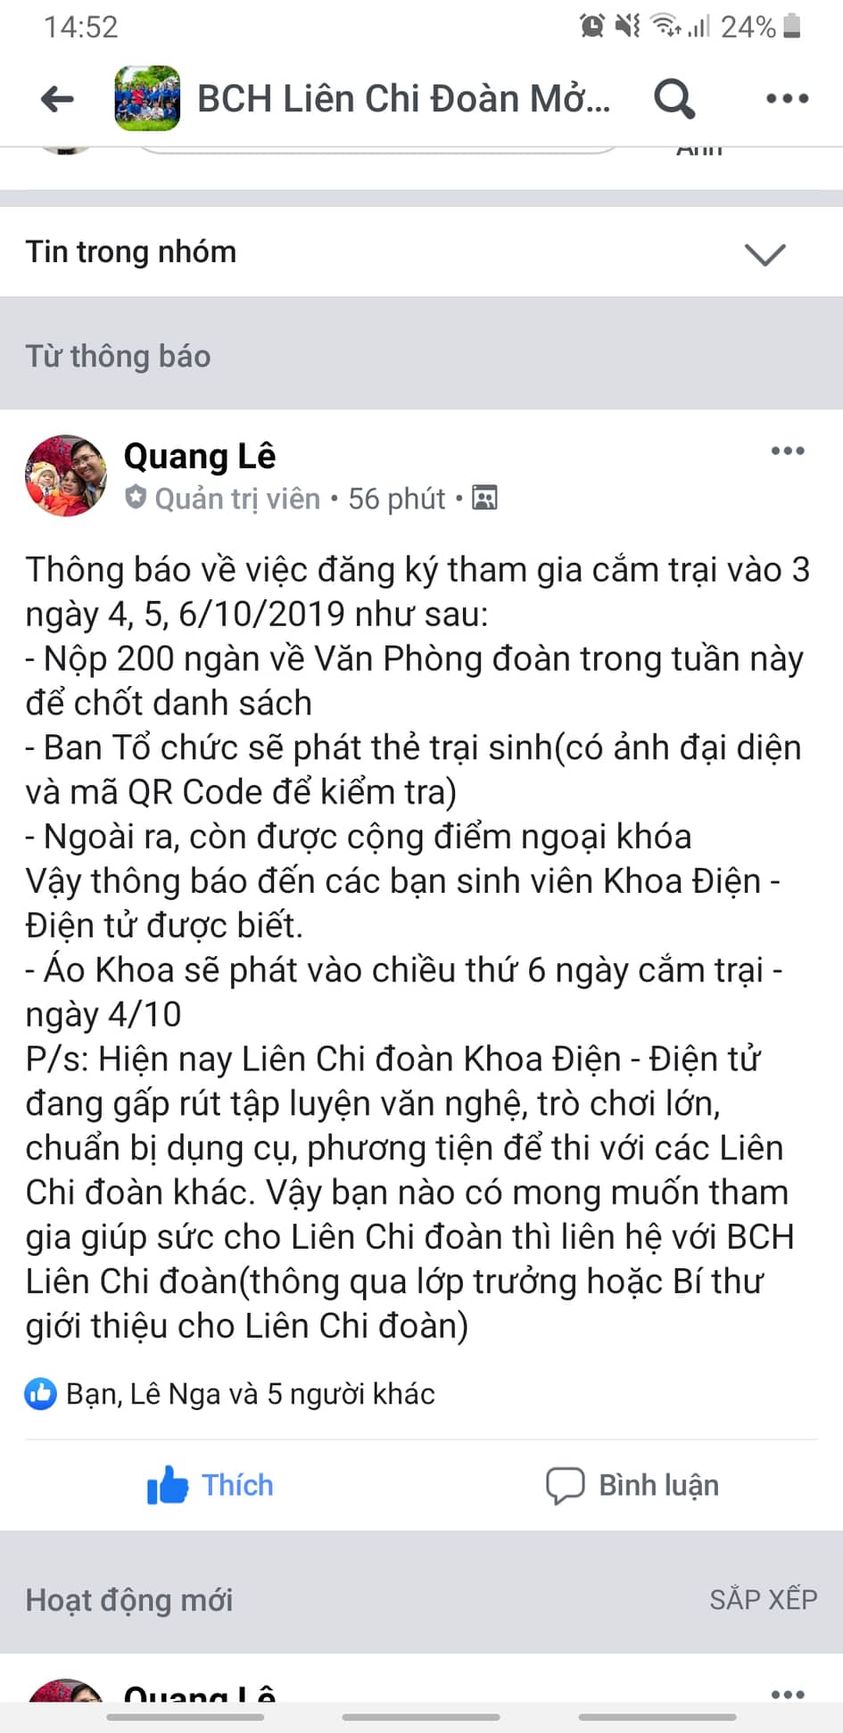 14:52
24%
BCH Liên Chi Đoàn Mở...
Tin trong nhóm
Từ thông báo
Quang Lê
Quản trị viên • 56 phút •
Thông báo về việc đăng ký tham gia cắm trại vào 3
ngày 4, 5, 6/10/2019 như sau:
- Nộp 200 ngàn về Văn Phòng đoàn trong tuần này
để chốt danh sách
- Ban Tổ chức sẽ phát thẻ trại sinh(có ảnh đại diện
và mã QR Code để kiểm tra)
- Ngoài ra, còn được cộng điểm ngoại khóa
Vậy thông báo đến các bạn sinh viên Khoa Điện -
Điện tử được biết.
- Áo Khoa sẽ phát vào chiều thứ 6 ngày cắm trại -
ngày 4/10
P/s: Hiện nay Liên Chi đoàn Khoa Điện - Điện tử
đang gấp rút tập luyện văn nghệ, trò chơi lớn,
chuẩn bị dụng cụ, phương tiện để thi với các Liên
Chi đoàn khác. Vậy bạn nào có mong muốn tham
gia giúp sức cho Liên Chi đoàn thì liên hệ với BCH
Liên Chi đoàn(thông qua lớp trưởng hoặc Bí thư
giới thiệu cho Liên Chi đoàn)
Bạn, Lê Nga và 5 người khác
Thích
Bình luận
Hoạt động mới
SẮP XẾP
Quang Lê